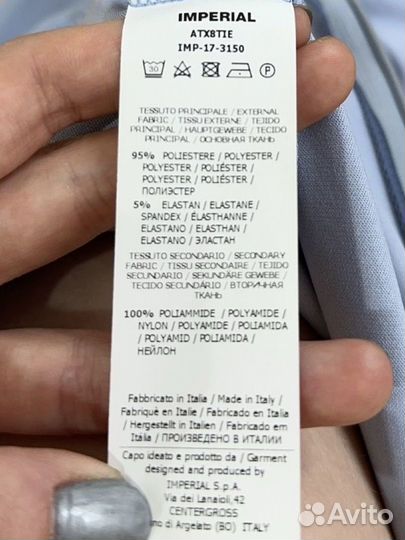 IMPERIAL
ATX8TIE
IMP-17-3150
30
P
TESSUTO PRINCIPALE / EXTERNAL
FABRIC / TISSU EXTERNE / TEJIDO
PRINCIPAL / HAUPTGEWEBE / TECIDO
PRINCIPAL / ОСНОВНАЯ ТКАНЬ
95% POLIESTERE / POLYESTER /
POLYESTER / POLIÉSTER /
POLYESTER / POLIÉSTER /
ПОЛИЭСТЕР
5% ELASTAN / ELASTANE /
SPANDEX / ÉLASTHANNE /
ELASTANO / ELASTHAN /
ELASTANO / ЭЛАСТАН
TESSUTO SECONDARIO / SECONDARY
FABRIC / TISSU SECONDAIRE / TEJIDO
SECUNDARIO / SEKUNDÄRE GEWEBE /
TECIDO SECUNDÁRIO / ВТОРИЧНАЯ
ТКАНЬ
100% POLIAMMIDE / POLYAMIDE /
NYLON / POLYAMIDE / POLIAMIDA
/ POLYAMID / POLIAMIDA /
НЕЙЛОН
Fabbricato in Italia / Made in Italy /
Fabriqué en Italie / Fabricado en Italia
/ Hergestellt in Italien / Fabricado em
Itália / ПРОИЗВЕДЕНО В ИТАЛИИ
Capo ideato e prodotto da / Garment
designed and produced by
IMPERIAL S.p.A.
Via dei Lanaioli,42
CENTERGROSS
no di Argelato (BO) ITALY
Avito